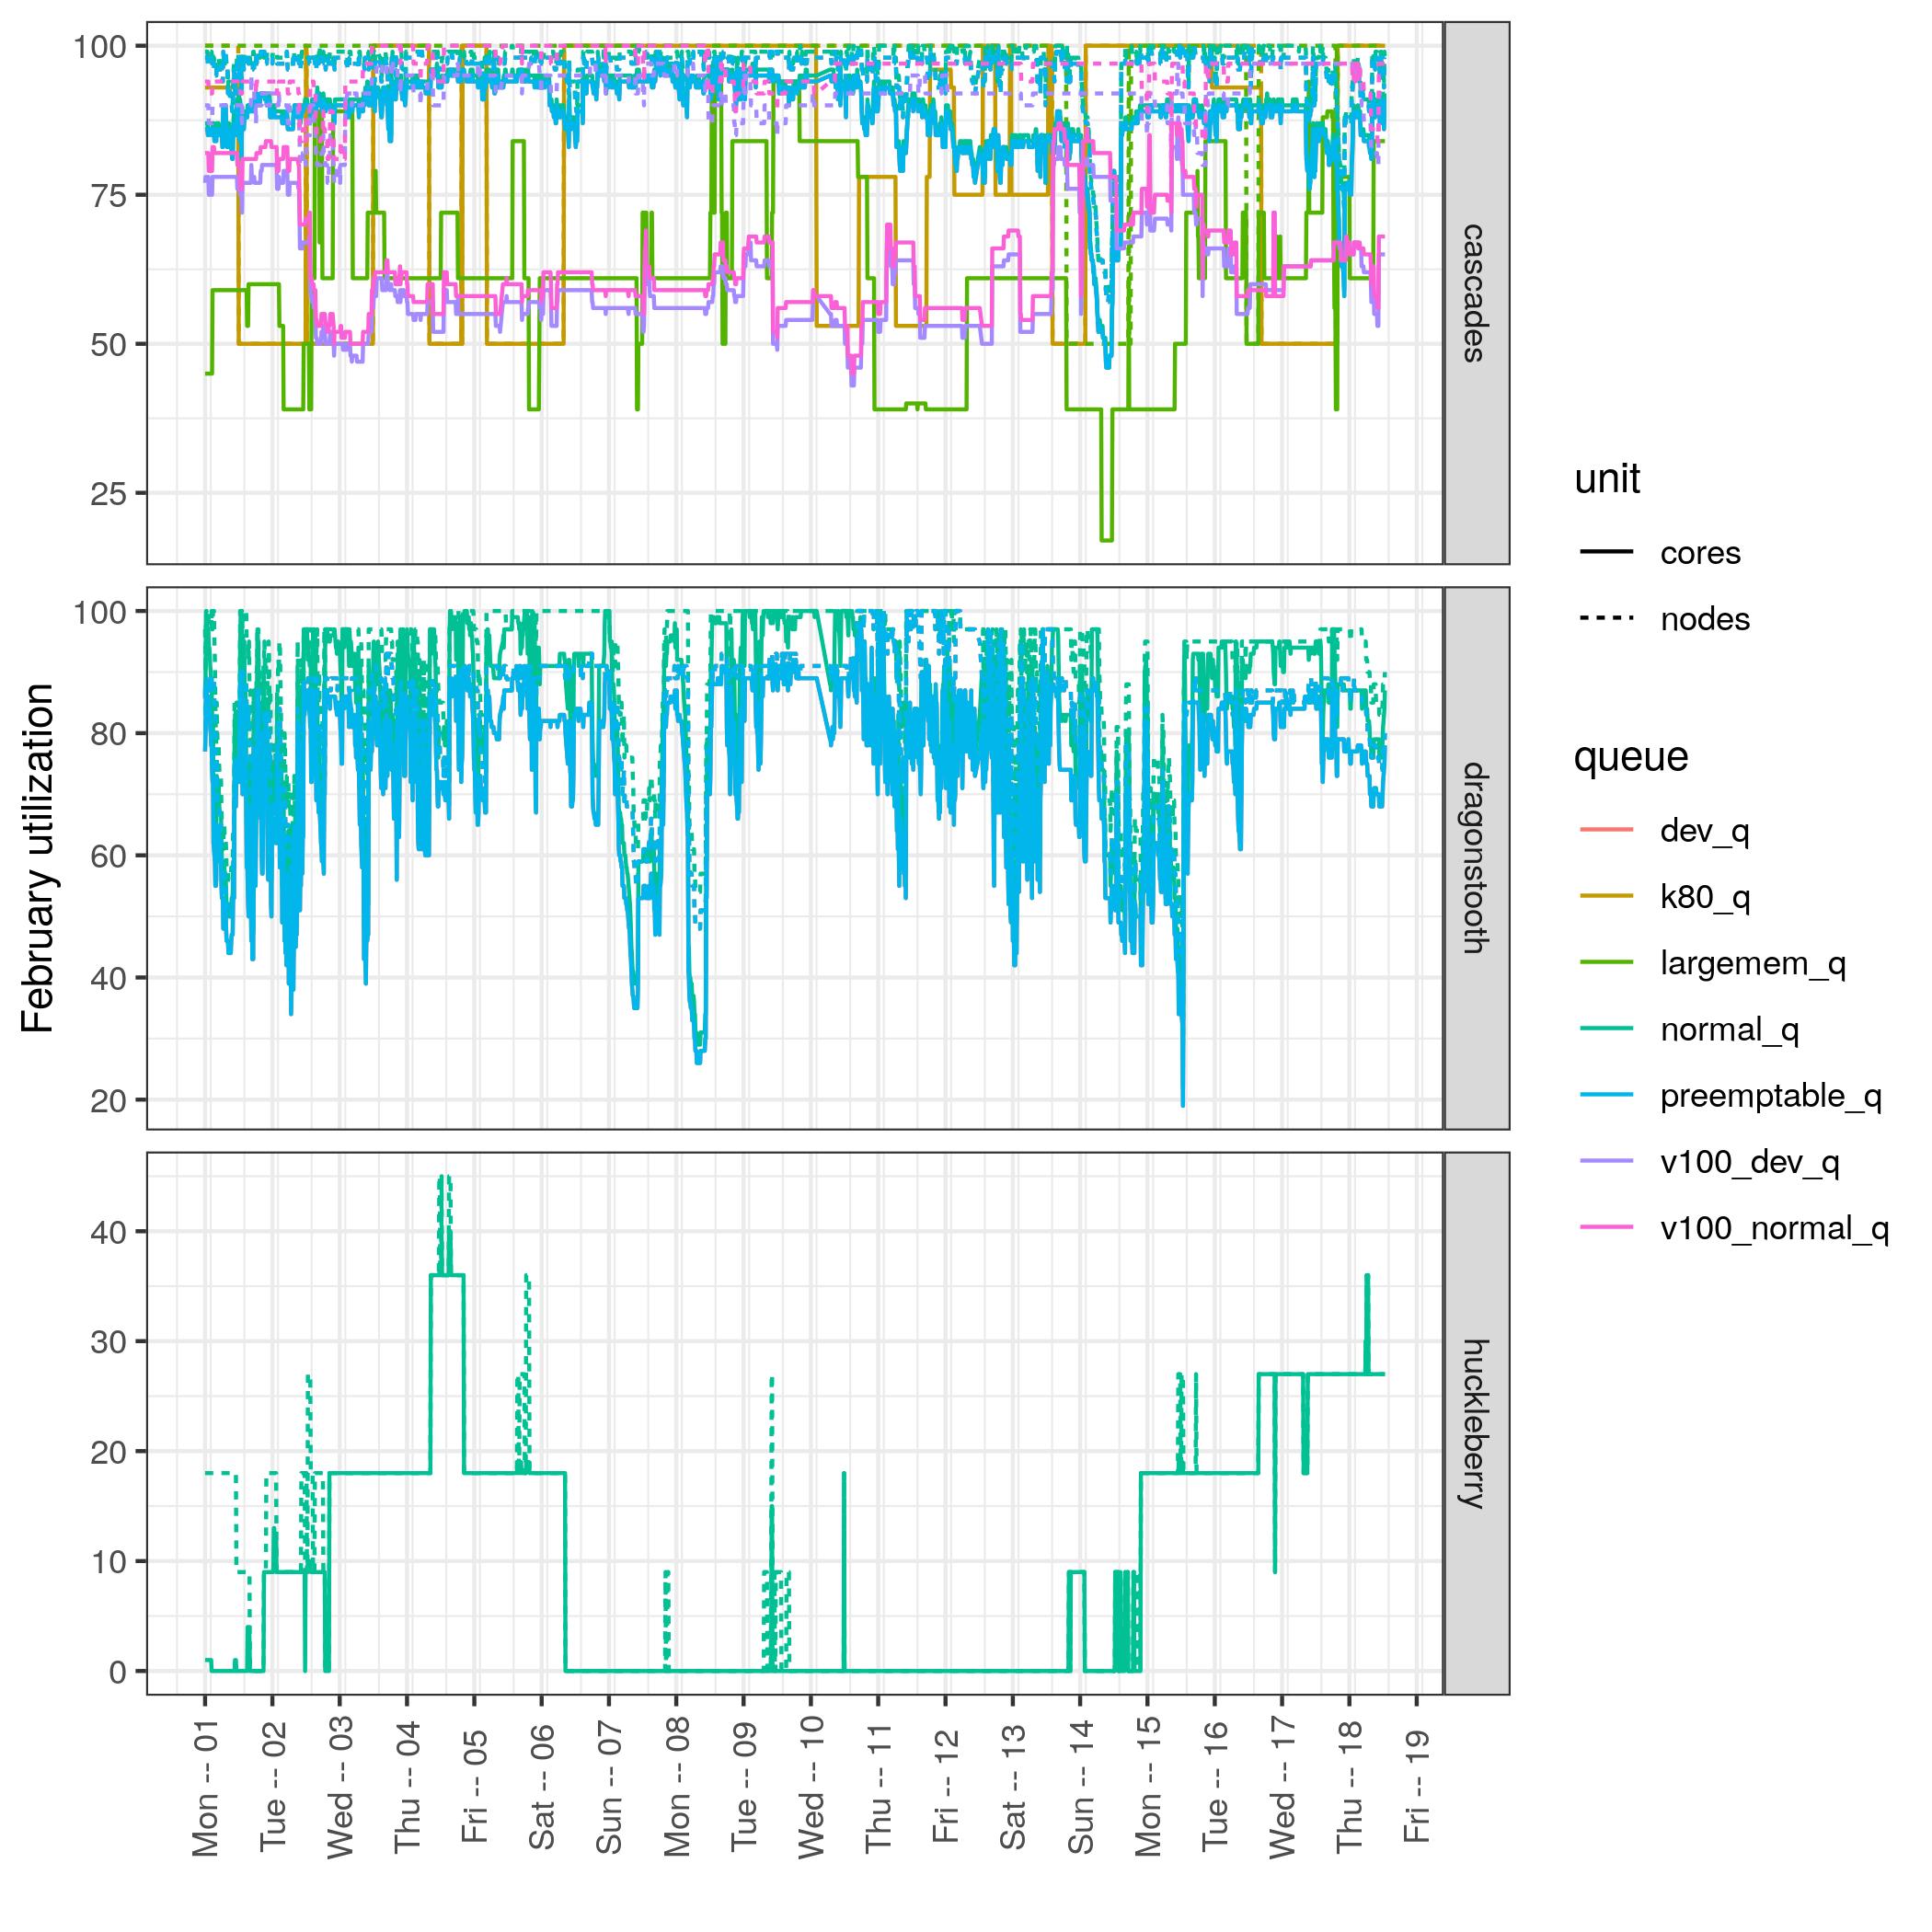 February utilization
100
75
50
25
cascades
100
80
60
40
20
dragonstooth
40
30
20
10
0
huckleberry
Mon -- 01
Tue -- 02
Wed -- 03
Thu -- 04
Fri -- 05
Sat -- 06
Sun -- 07
Mon -- 08
Tue -- 09
Wed -- 10
Thu -- 11
Fri -- 12
Sat -- 13
Sun -- 14
Mon -- 15
Tue -- 16
Wed -- 17
Thu -- 18
Fri -- 19
unit
cores
nodes
queue
dev_q
k80_q
largemem_q
normal_q
preemptable_q
v100_dev_q
v100_normal_q